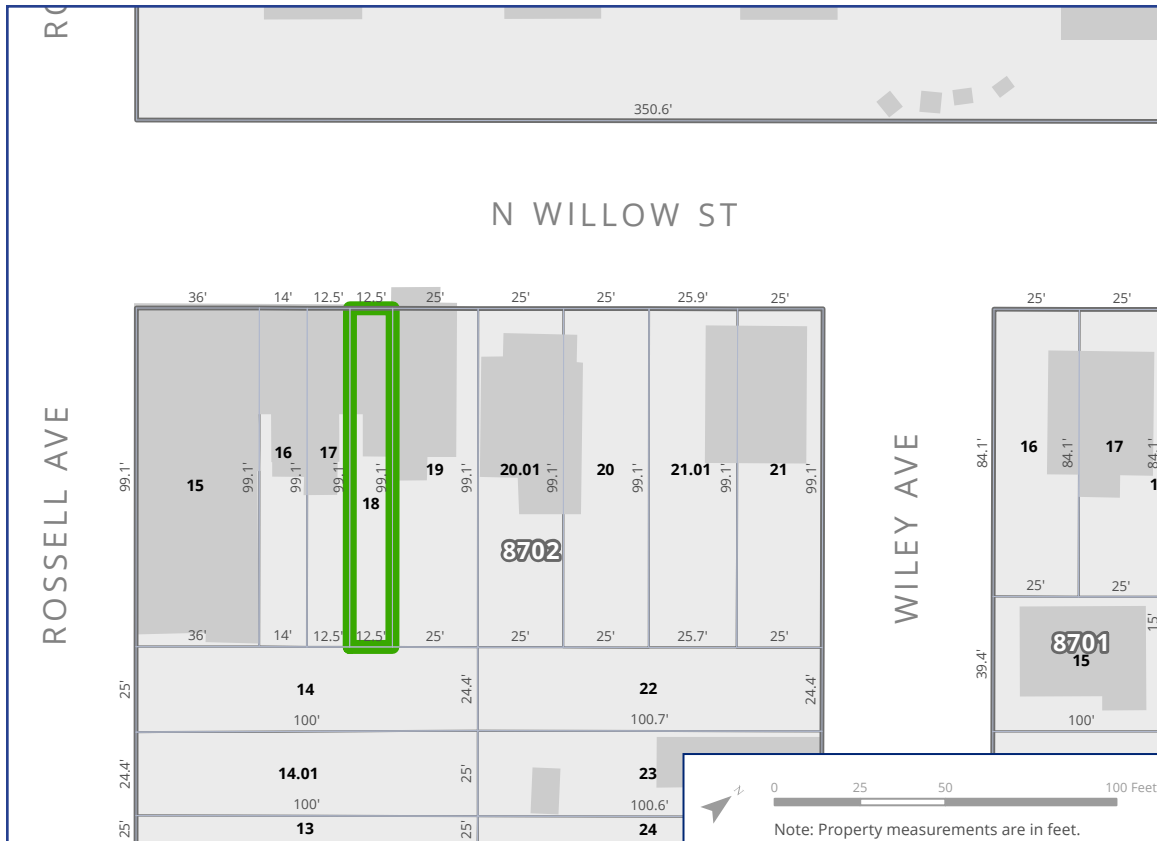 RO
350.6'
N WILLOW ST
36' 14' 12.5' 12.5' 25' 25' 25' 25.9' 25' 25' 25'
ROSSELL AVE
WILEY AVE
99.1' 99.1' 99.1' 99.1' 99.1' 99.1' 99.1' 99.1' 99.1' 99.1' 84.1' 84.1' 84.1'
15 16 17 18 19 20.01 20 21.01 21 16 17 1
8702
36' 14' 12.5' 12.5' 25' 25' 25' 25.7' 25' 25' 25'
15'
8701
15
39.4'
100'
25' 14 24.4' 22 24.4'
100' 100.7'
24.4' 14.01 25' 23
100' 100.6'
25' 13 25' 24
N
0 25 50 100 Feet
Note: Property measurements are in feet.